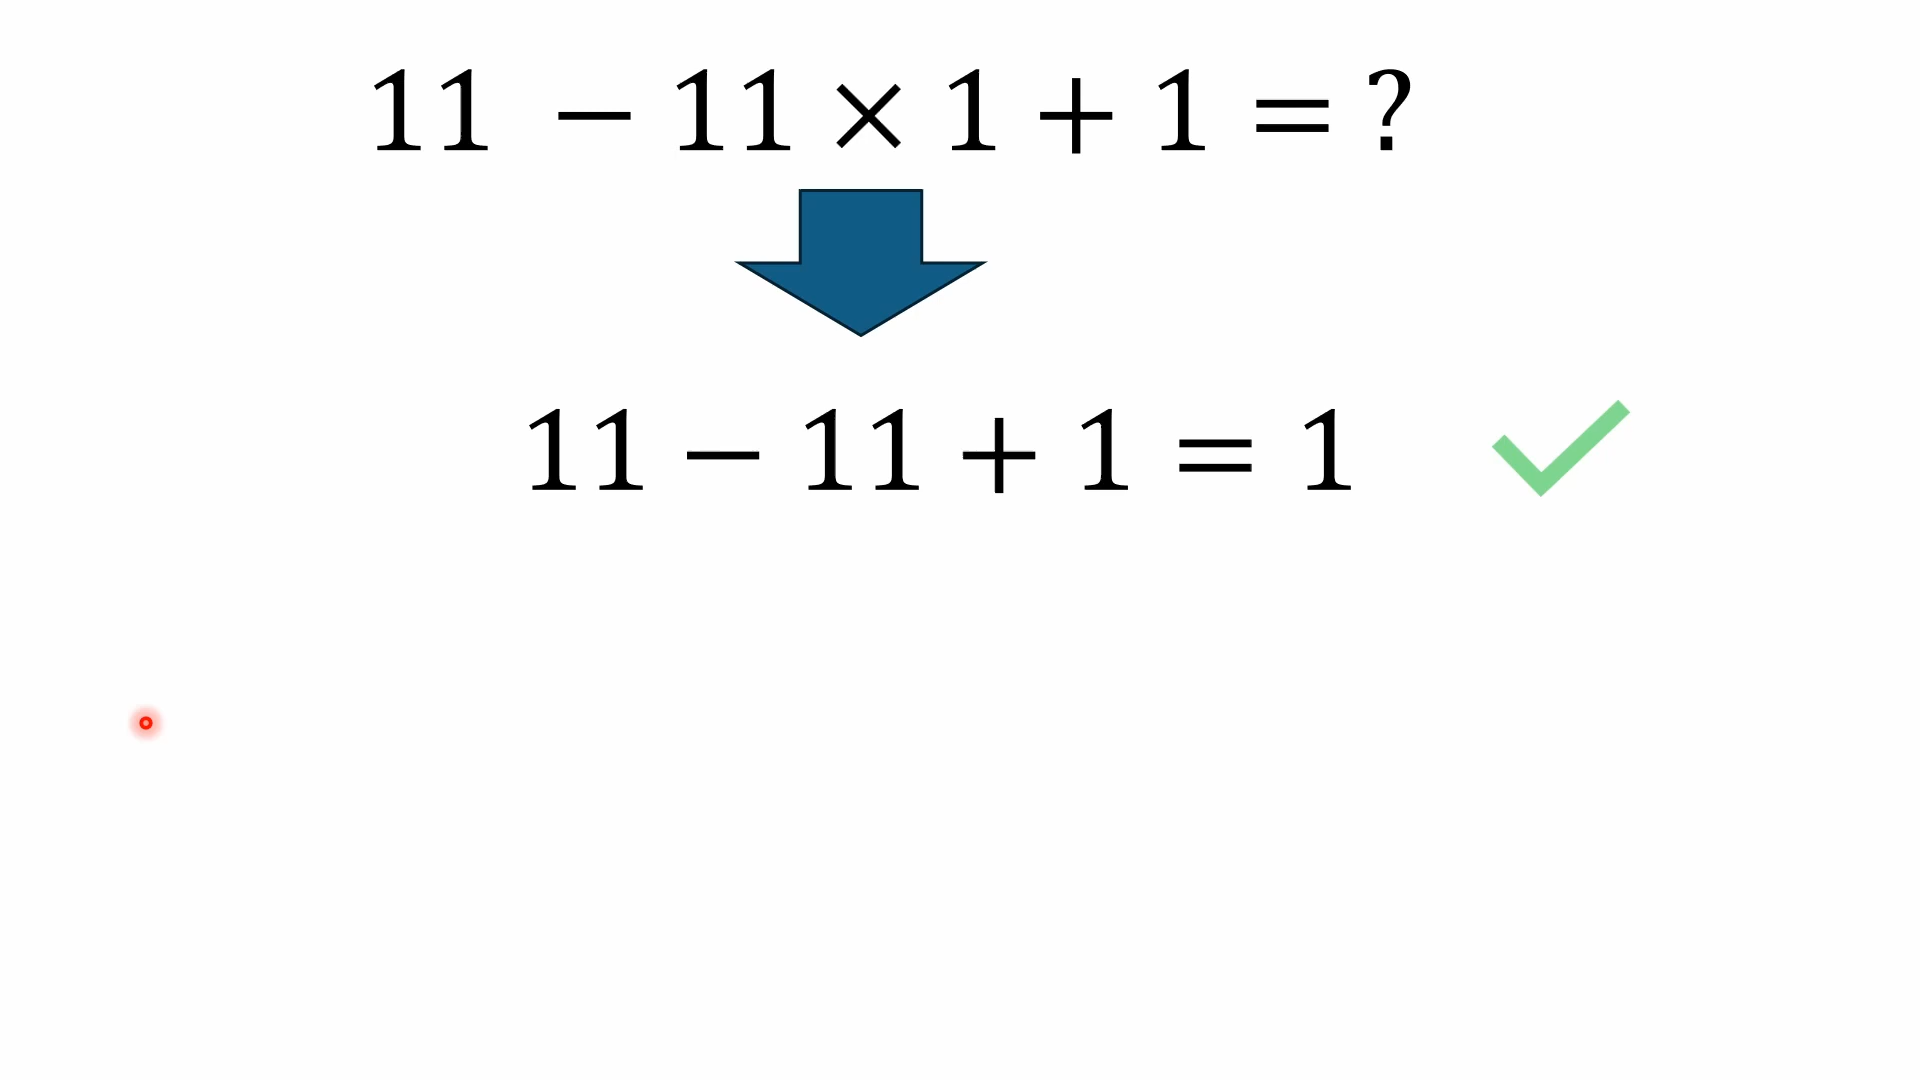 11 − 11 × 1 + 1 = ?
11 − 11 + 1 = 1